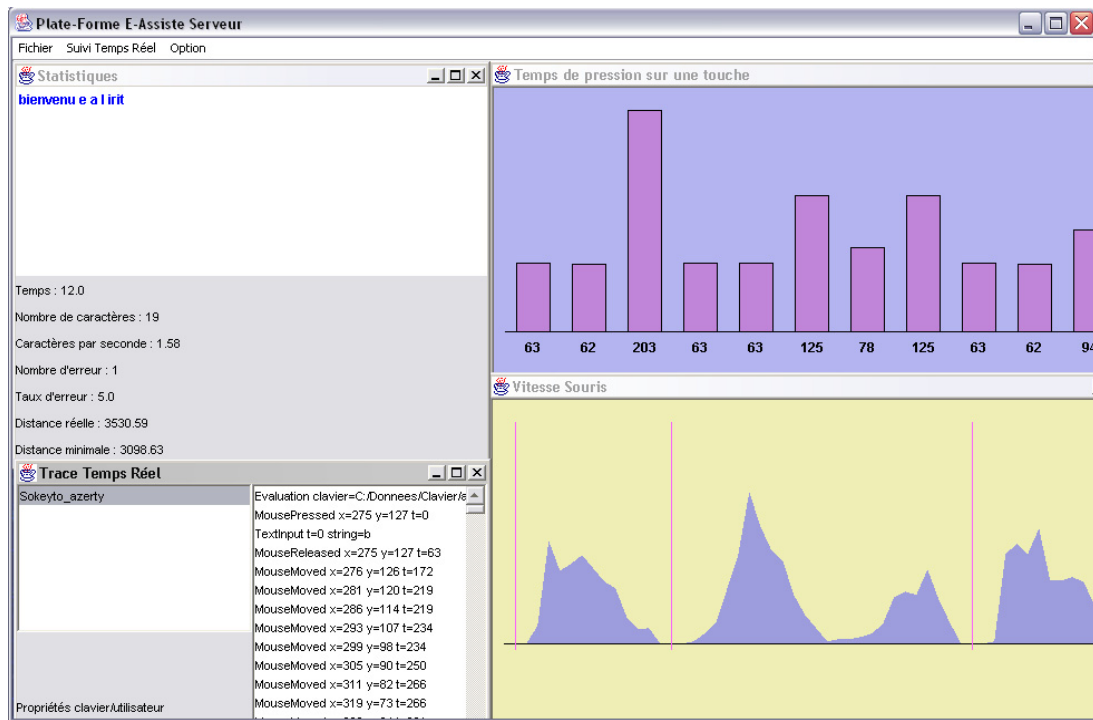 Plate-Forme E-Assiste Serveur
Fichier Suivi Temps Réel Option
Statistiques
bienvenu e a l irit
Temps : 12.0
Nombre de caractères : 19
Caractères par seconde : 1.58
Nombre d'erreur : 1
Taux d'erreur : 5.0
Distance réelle : 3530.59
Distance minimale : 3098.63
Temps de pression sur une touche
63 62 203 63 63 125 78 125 63 62 94
Vitesse Souris
Trace Temps Réel
Sokeyto_azerty
Propriétés clavier/utilisateur
Evaluation clavier=C:/Donnees/Clavier/a
MousePressed x=275 y=127 t=0
TextInput t=0 string=b
MouseReleased x=275 y=127 t=63
MouseMoved x=276 y=126 t=172
MouseMoved x=281 y=120 t=219
MouseMoved x=286 y=114 t=219
MouseMoved x=293 y=107 t=234
MouseMoved x=299 y=98 t=234
MouseMoved x=305 y=90 t=250
MouseMoved x=311 y=82 t=266
MouseMoved x=319 y=73 t=266